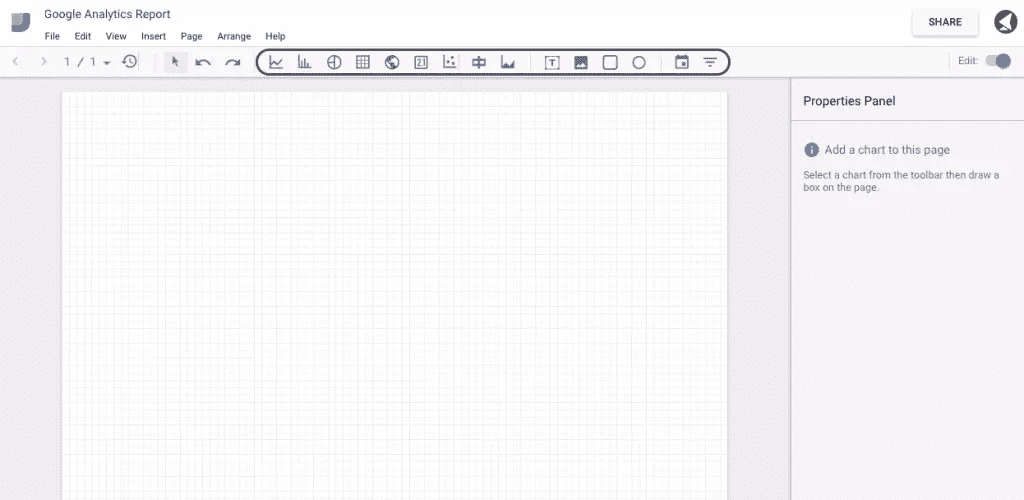 Google Analytics Report
File Edit View Insert Page Arrange Help
SHARE
1 / 1
21
T
Edit:
Properties Panel
Add a chart to this page
Select a chart from the toolbar then draw a
box on the page.